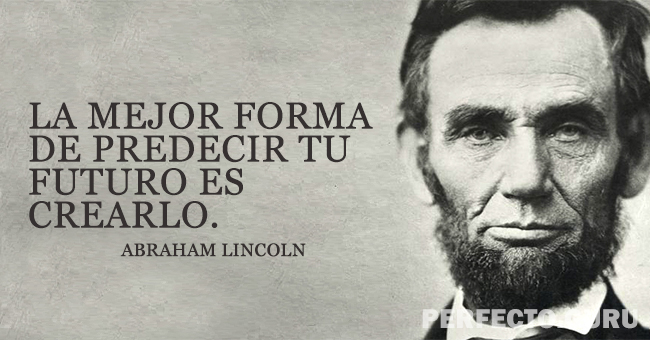 LA MEJOR FORMA
DE PREDECIR TU
FUTURO ES
CREARLO.
ABRAHAM LINCOLN
PERFECTO.GURU